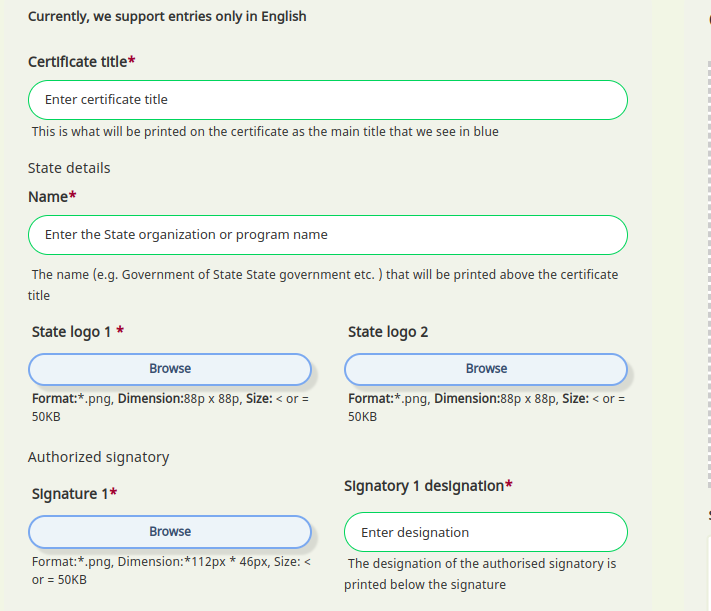 Currently, we support entries only in English
Certificate title*
Enter certificate title
This is what will be printed on the certificate as the main title that we see in blue
State details
Name*
Enter the State organization or program name
The name (e.g. Government of State State government etc. ) that will be printed above the certificate
title
State logo 1 *
State logo 2
Browse
Browse
Format:*.png, Dimension:88p x 88p, Size: < or =
50KB
Format:*.png, Dimension:88p x 88p, Size: < or =
50KB
Authorized signatory
Signature 1*
Signatory 1 designation*
Browse
Enter designation
Format:*.png, Dimension:*112px * 46px, Size: <
or = 50KB
The designation of the authorised signatory is
printed below the signature